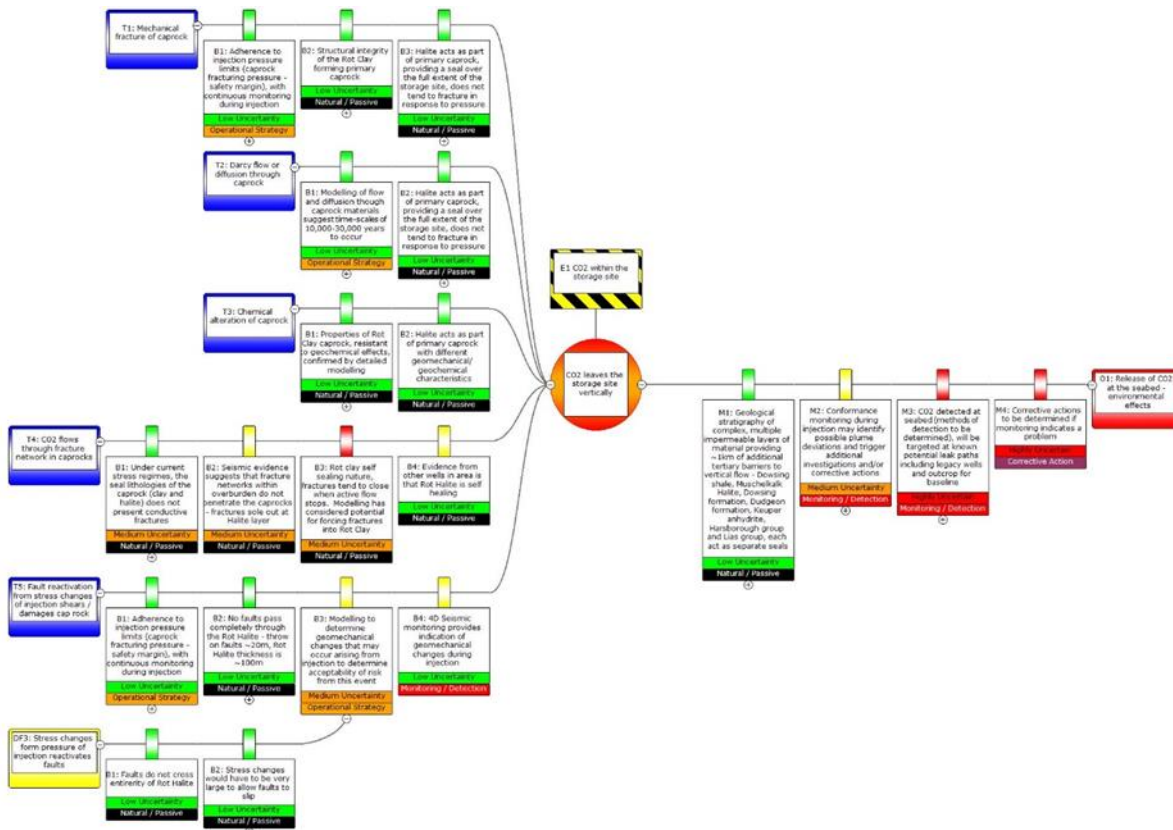 T1: Mechanical
fracture of caprock
B1: Adherence to
injection pressure
limits (caprock
fracturing pressure -
safety margin), with
continuous monitoring
during injection
Low Uncertainty
Operational Strategy
B2: Structural integrity
of the Rot Clay
forming primary
caprock
Low Uncertainty
Natural / Passive
B3: Halite acts as part
of primary caprock,
providing a seal over
the full extent of the
storage site, does not
tend to fracture in
response to pressure
Low Uncertainty
Natural / Passive
T2: Darcy flow or
diffusion through
caprock
B1: Modelling of flow
and diffusion though
caprock materials
suggest time-scales of
10,000-30,000 years
to occur
Low Uncertainty
Operational Strategy
B2: Halite acts as part
of primary caprock,
providing a seal over
the full extent of the
storage site, does not
tend to fracture in
response to pressure
Low Uncertainty
Natural / Passive
T3: Chemical
alteration of caprock
B1: Properties of Rot
Clay caprock, resistant
to geochemical effects,
confirmed by detailed
modelling
Low Uncertainty
Natural / Passive
B2: Halite acts as part
of primary caprock
with different
geomechanical/
geochemical
characteristics
Low Uncertainty
Natural / Passive
T4: CO2 flows
through fracture
network in caprocks
B1: Under current
stress regimes, the
seal lithologies of the
caprock (clay and
halite) does not
present conductive
fractures
Medium Uncertainty
Natural / Passive
B2: Seismic evidence
suggests that fracture
networks within
overburden do not
penetrate the caprocks
- fractures sole out at
Halite layer
Medium Uncertainty
Natural / Passive
B3: Rot clay self
sealing nature,
fractures tend to close
when active flow
stops. Modelling has
considered potential
for forcing fractures
into Rot Clay
Medium Uncertainty
Natural / Passive
B4: Evidence from
other wells in area is
that Rot Halite is self
healing
Low Uncertainty
Natural / Passive
T5: Fault reactivation
from stress changes
of injection shears /
damages cap rock
B1: Adherence to
injection pressure
limits (caprock
fracturing pressure -
safety margin), with
continuous monitoring
during injection
Low Uncertainty
Operational Strategy
B2: No faults pass
completely through
the Rot Halite - throw
on faults ~20m, Rot
Halite thickness is
~100m
Low Uncertainty
Natural / Passive
B3: Modelling to
determine
geomechanical
changes that may
occur arising from
injection to determine
acceptability of risk
from this event
Medium Uncertainty
Operational Strategy
B4: 4D Seismic
monitoring provides
indication of
geomechanical
changes during
injection
Low Uncertainty
Monitoring / Detection
DF3: Stress changes
form pressure of
injection reactivates
faults
B1: Faults do not cross
entirerity of Rot Halite
Low Uncertainty
Natural / Passive
B2: Stress changes
would have to be very
large to allow faults to
slip
Low Uncertainty
Natural / Passive
E1 CO2 within the
storage site
CO2 leaves the
storage site
vertically
M1: Geological
stratigraphy of
complex, multiple
impermeable layers of
material providing
~1km of additional
tertiary barriers to
vertical flow - Dowsing
shale, Muschelkalk
Halite, Dowsing
formation, Dudgeon
formation, Keuper
anhydrite,
Harsborough group
and Lias group, each
act as separate seals
Low Uncertainty
Natural / Passive
M2: Conformance
monitoring during
injection may identify
possible plume
deviations and trigger
additional
investigations and/or
corrective actions
Medium Uncertainty
Monitoring / Detection
M3: CO2 detected at
seabed (methods of
detection to be
determined), will be
targeted at known
potential leak paths
including legacy wells
and outcrop for
baseline
Highly Uncertain
Monitoring / Detection
M4: Corrective actions
to be determined if
monitoring indicates a
problem
Highly Uncertain
Corrective Action
O1: Release of CO2
at the seabed -
environmental
effects